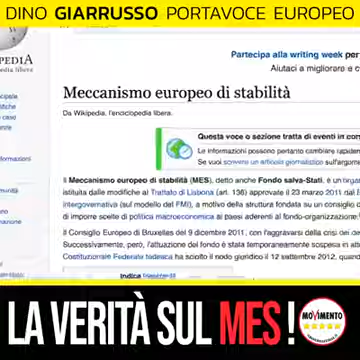 DINO GIARRUSSO PORTAVOCE EUROPEO
Partecipa alla writing week per
Aiutaci a migliorare e c
Meccanismo europeo di stabilità
Da Wikipedia, l'enciclopedia libera.
Questa voce o sezione tratta di eventi in cor
Le informazioni possono pertanto cambiare rapidam
Se vuoi scrivere un articolo giornalistico sull'argome
Il Meccanismo europeo di stabilità (MES), detto anche Fondo salva-Stati, è un'organ
istituita dalle modifiche al Trattato di Lisbona (art. 136) approvate il 23 marzo 2011 dal
intergovernativa (sul modello del FMI), a motivo della struttura fondata su un consiglio d
di imporre scelte di politica macroeconomica ai paesi aderenti al fondo-organizzazione.
Il Consiglio Europeo di Bruxelles del 9 dicembre 2011, con l'aggravarsi della crisi dei de
Successivamente, però, l'attuazione del fondo è stata temporaneamente sospesa in atte
Costituzionale Federale tedesca ha sciolto il nodo giuridico il 12 settembre 2012, quando
Indice
LA VERITÀ SUL MES!
MOVIMENTO